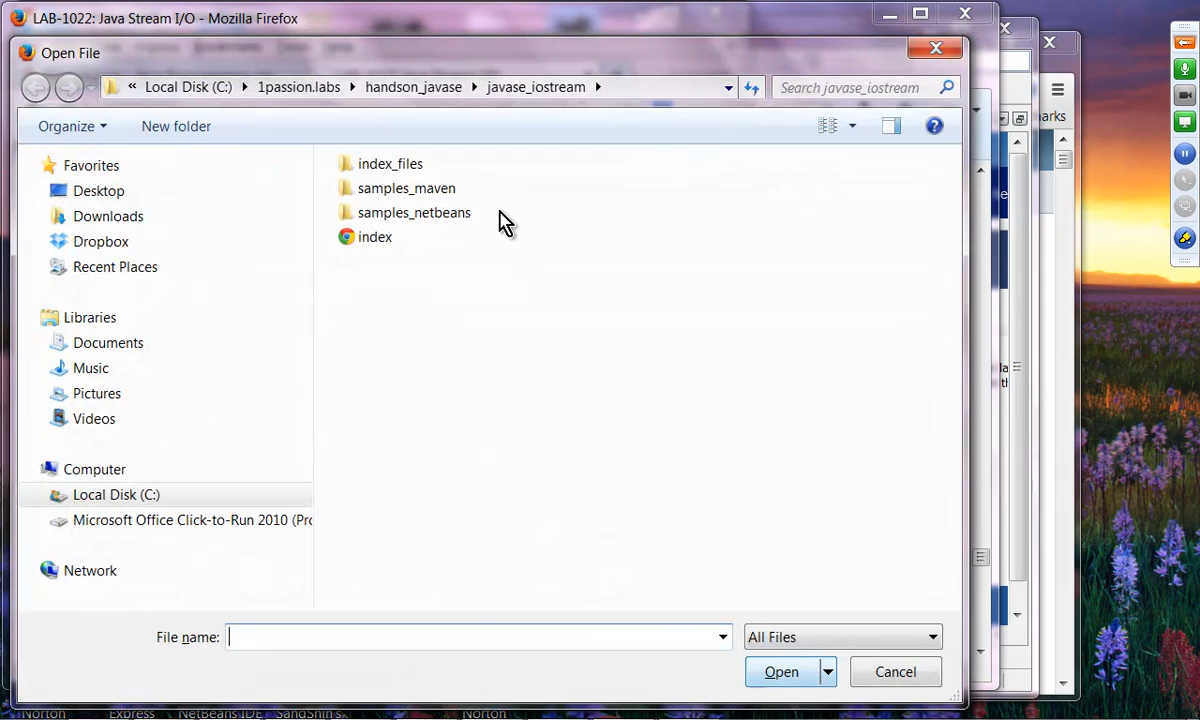 LAB-1022: Java Stream I/O - Mozilla Firefox
Open File
« Local Disk (C:) 1passion.labs handson_javase javase_iostream
Search javase_iostream
Organize
New folder
Favorites
Desktop
Downloads
Dropbox
Recent Places
Libraries
Documents
Music
Pictures
Videos
Computer
Local Disk (C:)
Microsoft Office Click-to-Run 2010 (Pro
Network
index_files
samples_maven
samples_netbeans
index
arks
File name:
All Files
Open
Cancel
Norton Express NetBeans IDE SandShin's Norton